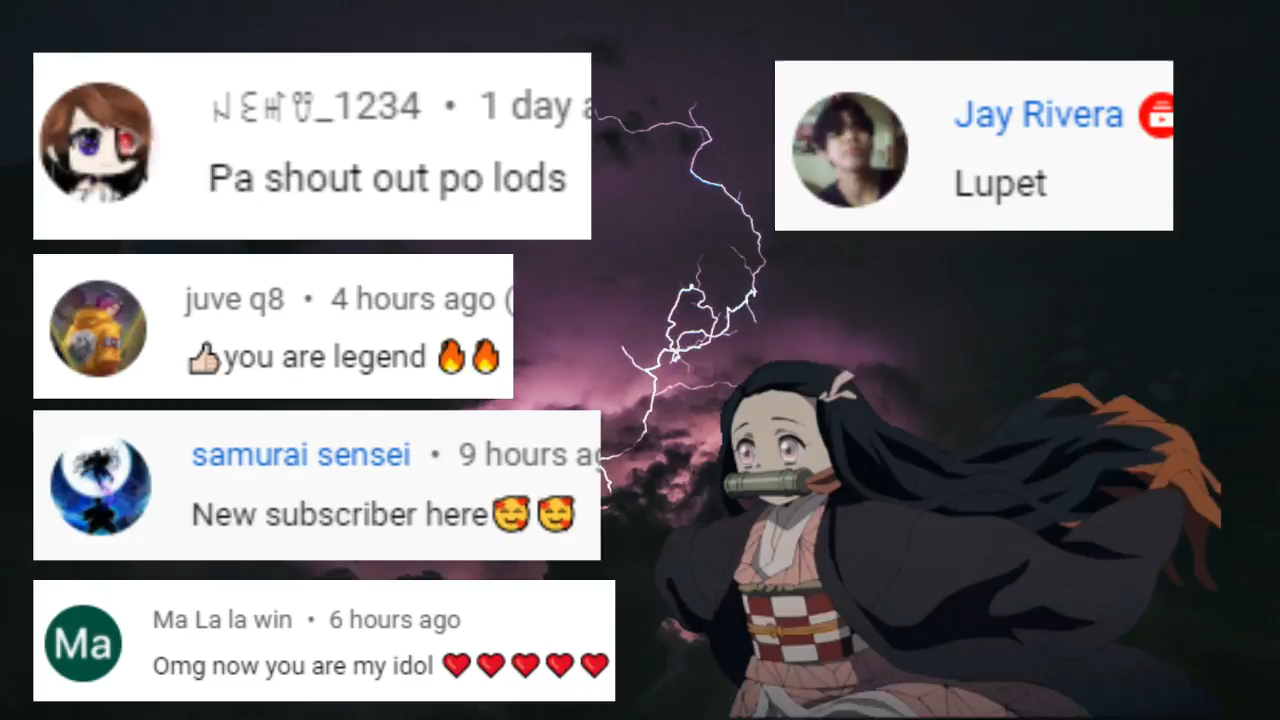 ꈤꍟꃅꀎ_1234 • 1 day a
Pa shout out po lods
juve q8 • 4 hours ago (
👍🏻you are legend 🔥🔥
samurai sensei • 9 hours ag
New subscriber here🥰🥰
Ma
Ma La la win • 6 hours ago
Omg now you are my idol ❤️❤️❤️❤️❤️
Jay Rivera
Lupet